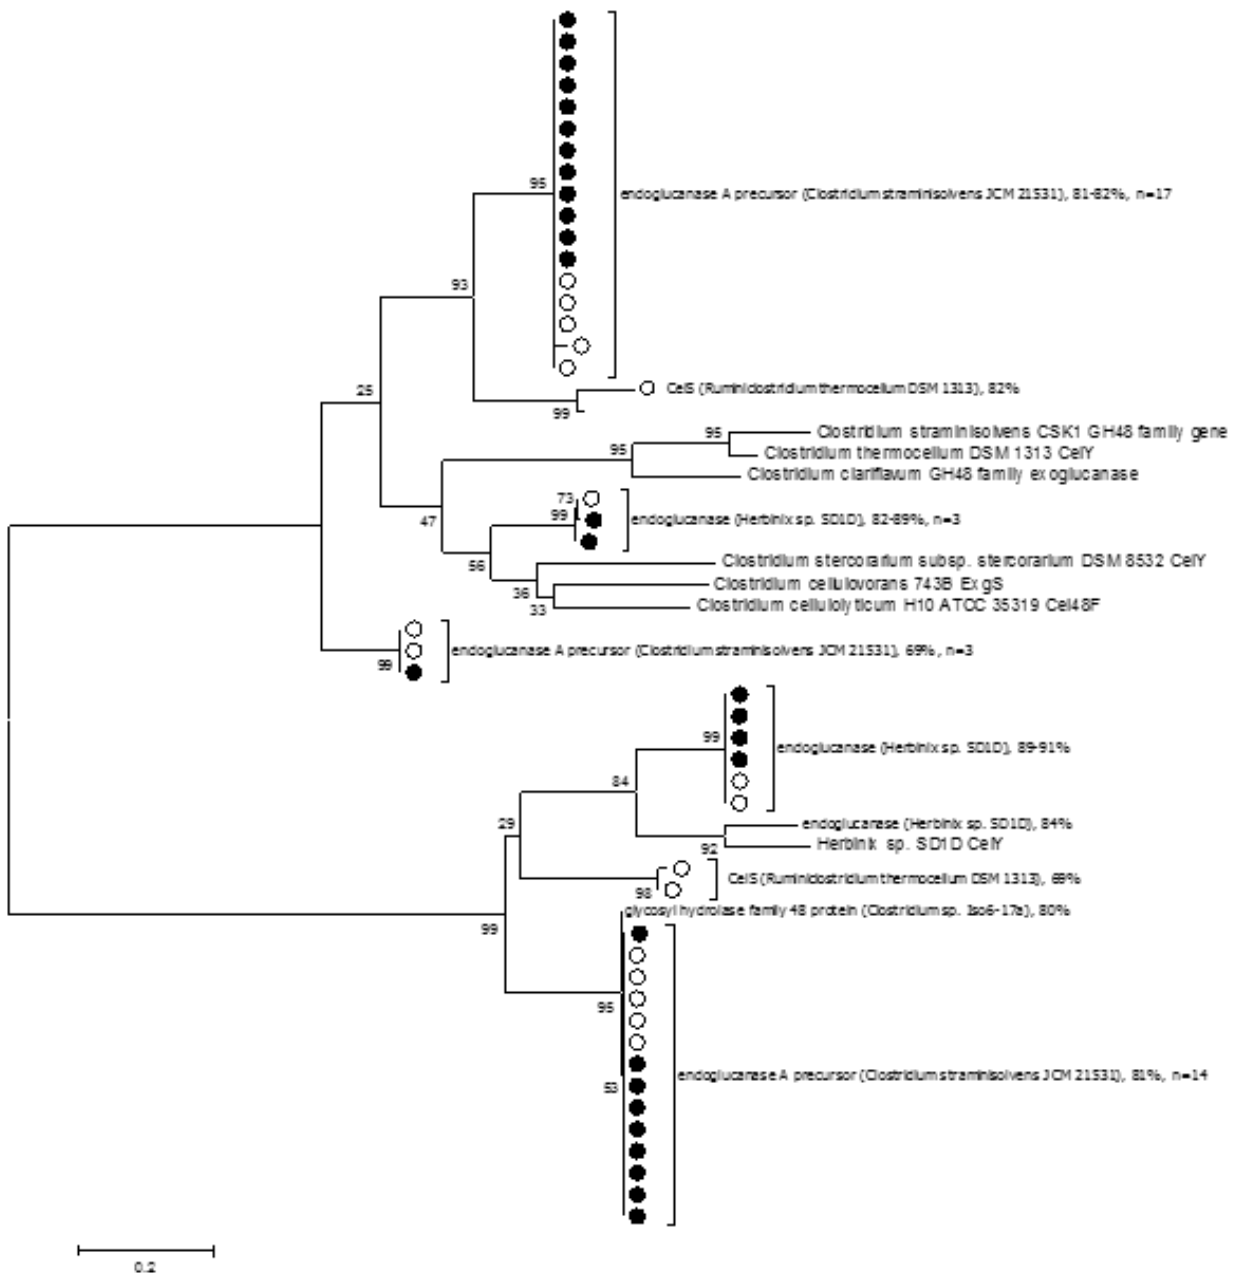 95
endoglucanase A precursor (Clostridium straminisolvens JCM 21531), 81-82%, n=17
93
25
CelS (Ruminiclostridium thermocellum DSM 1313), 82%
99
95
Clostridium straminisolvens CSK1 GH48 family gene
95
Clostridium thermocellum DSM 1313 CelY
Clostridium clariflavum GH48 family exoglucanase
73
99
endoglucanase (Herbinix sp. SD1D), 82-89%, n=3
47
56
Clostridium stercorarium subsp. stercorarium DSM 8532 CelY
Clostridium cellulovorans 743B ExgS
36
33
Clostridium cellulolyticum H10 ATCC 35319 Cel48F
99
endoglucanase A precursor (Clostridium straminisolvens JCM 21531), 69%, n=3
99
endoglucanase (Herbinix sp. SD1D), 89-91%
84
29
endoglucanase (Herbinix sp. SD1D), 84%
92
Herbinix sp. SD1D CelY
CelS (Ruminiclostridium thermocellum DSM 1313), 69%
98
glycosyl hydrolase family 48 protein (Clostridium sp. Iso6-17a), 80%
99
95
endoglucanase A precursor (Clostridium straminisolvens JCM 21531), 81%, n=14
53
0.2